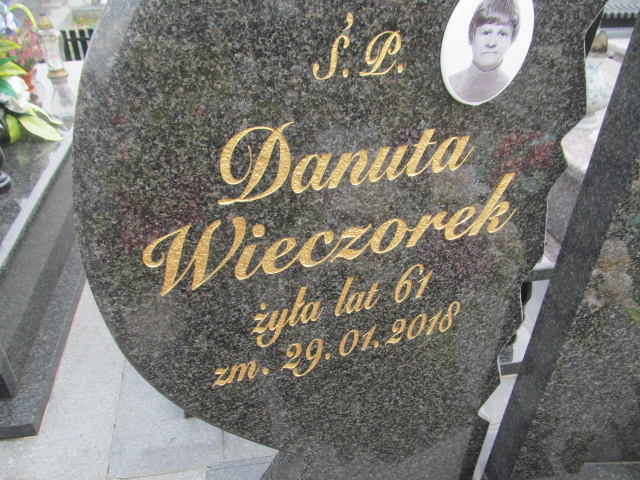 Ś. P.
Danuta
Wieczorek
żyła lat 61
zm. 29.01.2018